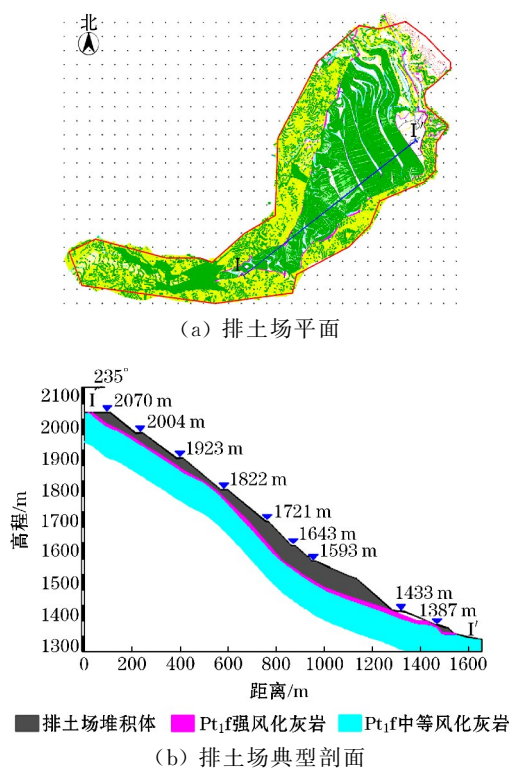 北
I′
I
(a) 排土场平面
235°
I
2070 m
2004 m
1923 m
1822 m
1721 m
1643 m
1593 m
1433 m
1387 m
I′
高程/m
2100
2000
1900
1800
1700
1600
1500
1400
1300
0 200 400 600 800 1000 1200 1400 1600
距离/m
排土场堆积体 Pt₁f强风化灰岩 Pt₁f中等风化灰岩
(b) 排土场典型剖面